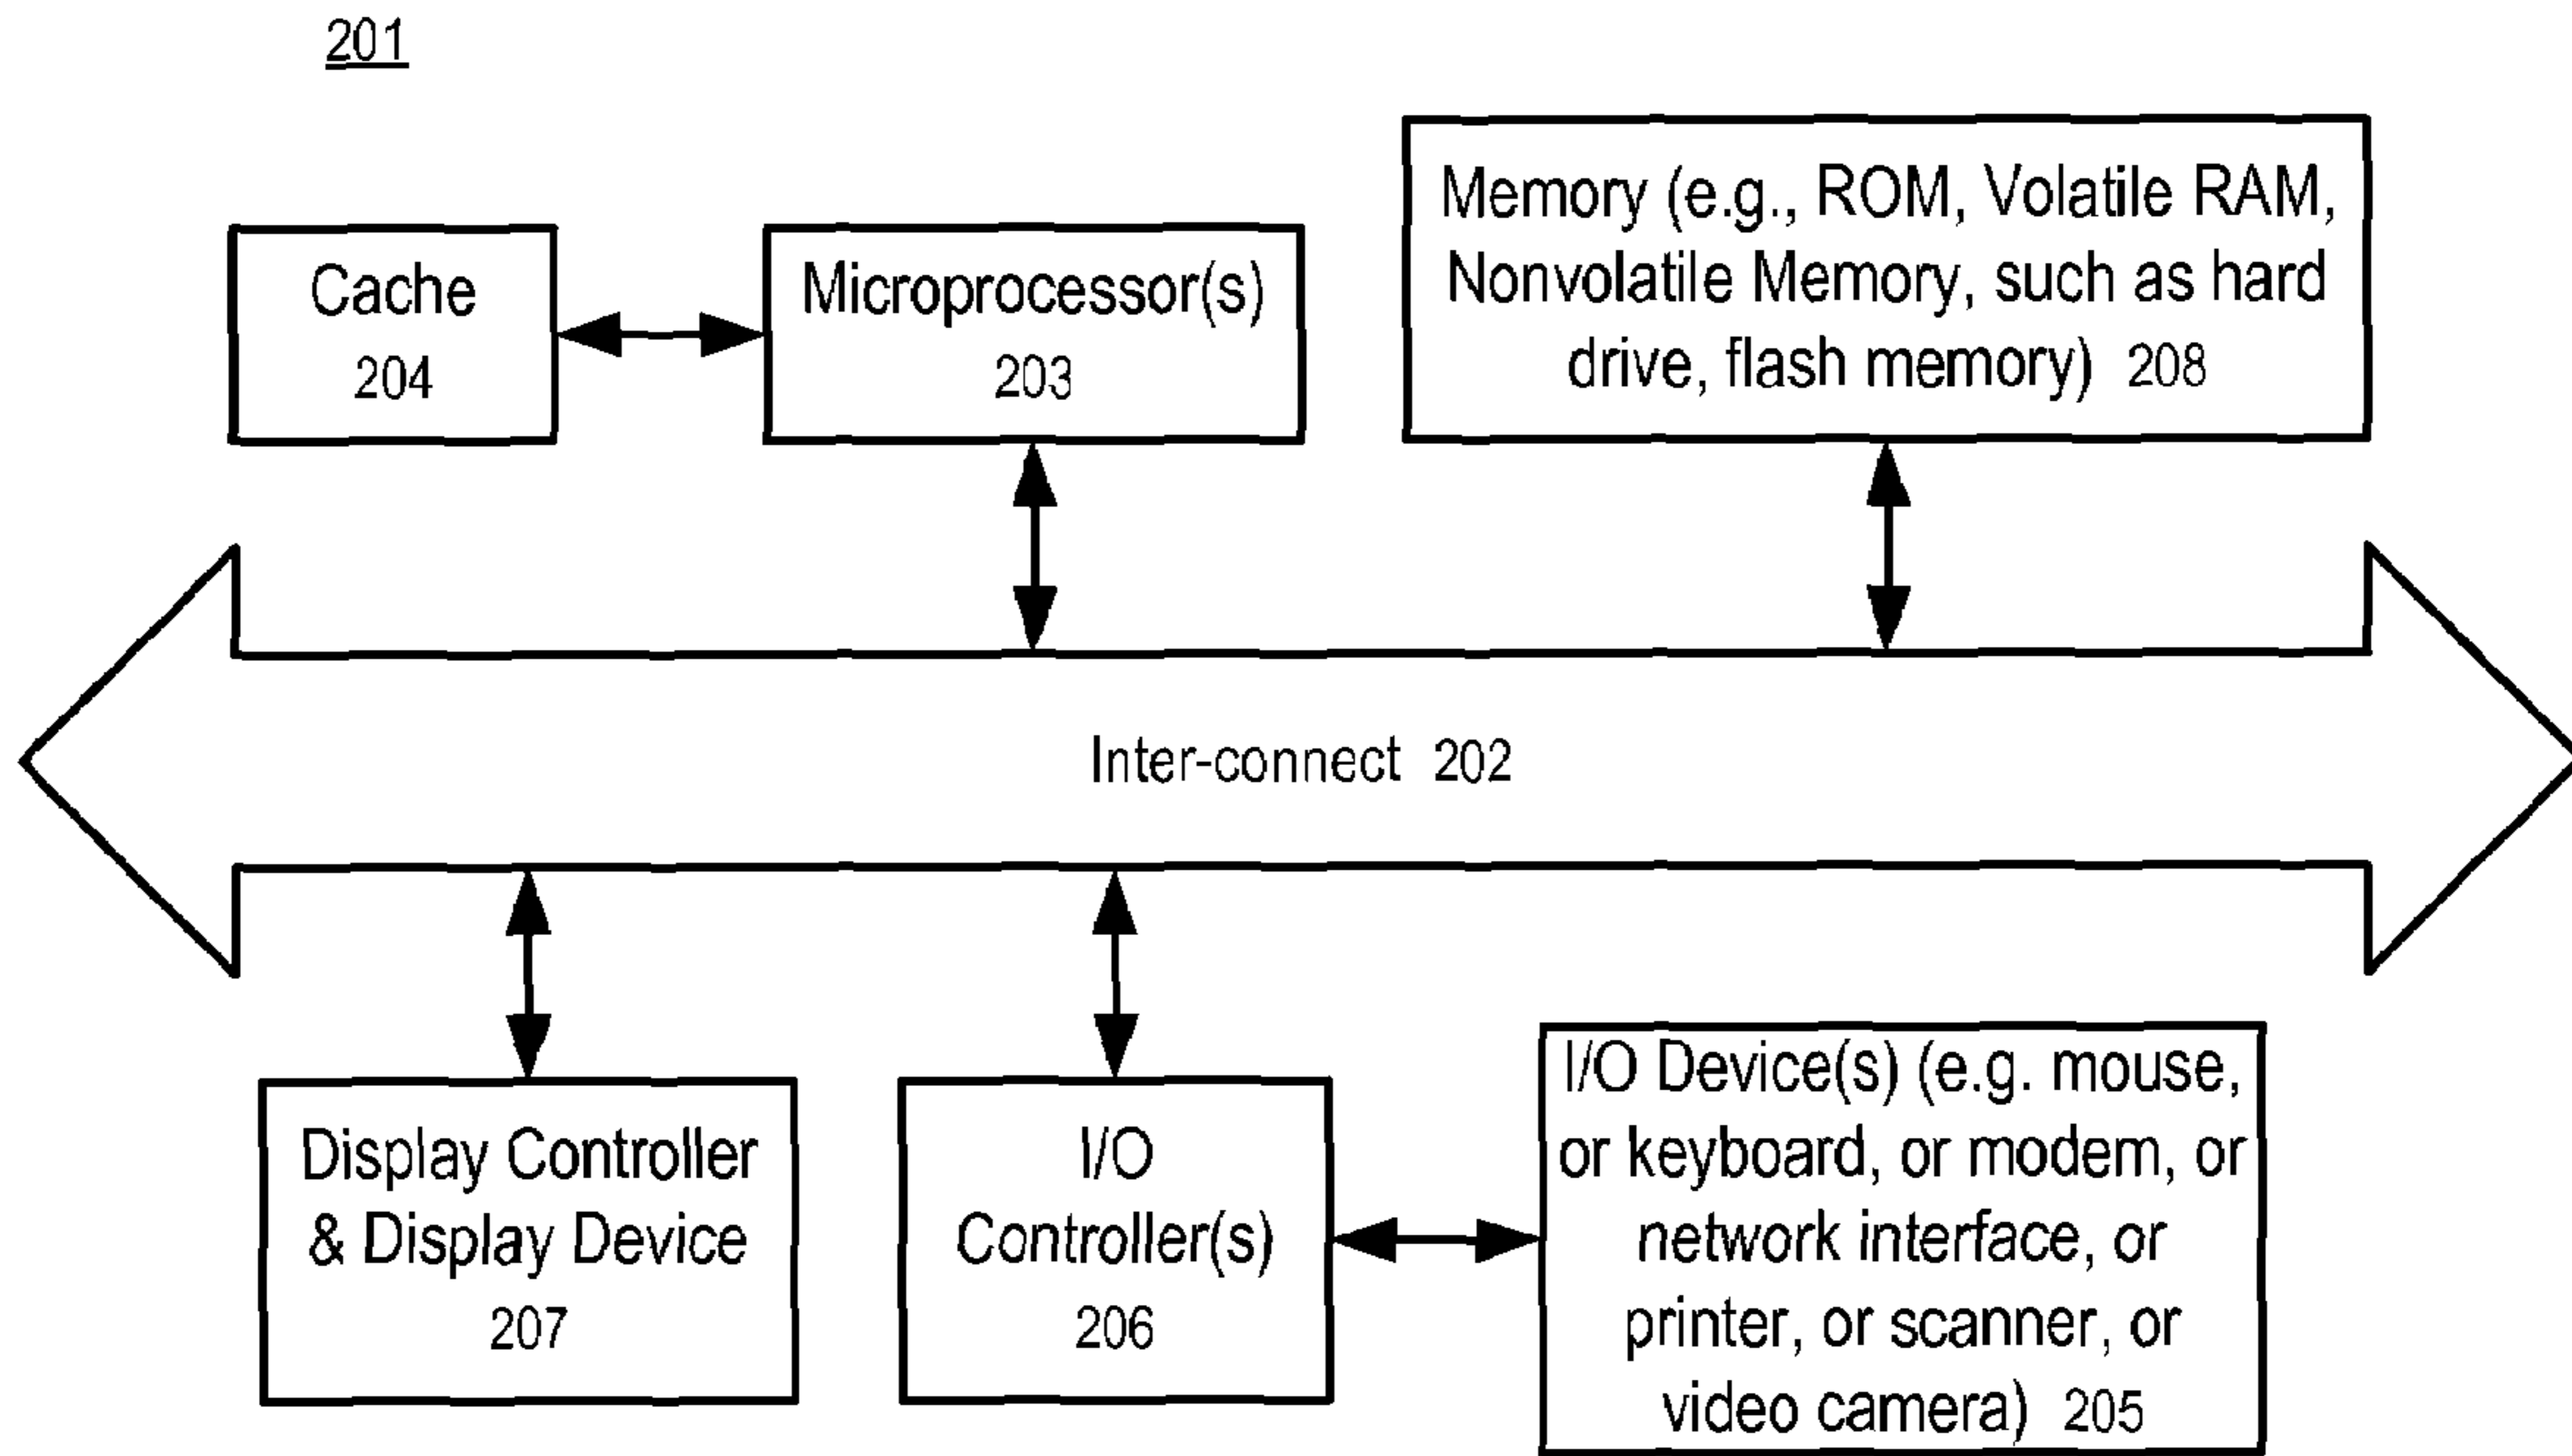 201
Cache
204
Microprocessor(s)
203
Memory (e.g., ROM, Volatile RAM,
Nonvolatile Memory, such as hard
drive, flash memory) 208
Inter-connect 202
Display Controller
& Display Device
207
I/O
Controller(s)
206
I/O Device(s) (e.g. mouse,
or keyboard, or modem, or
network interface, or
printer, or scanner, or
video camera) 205